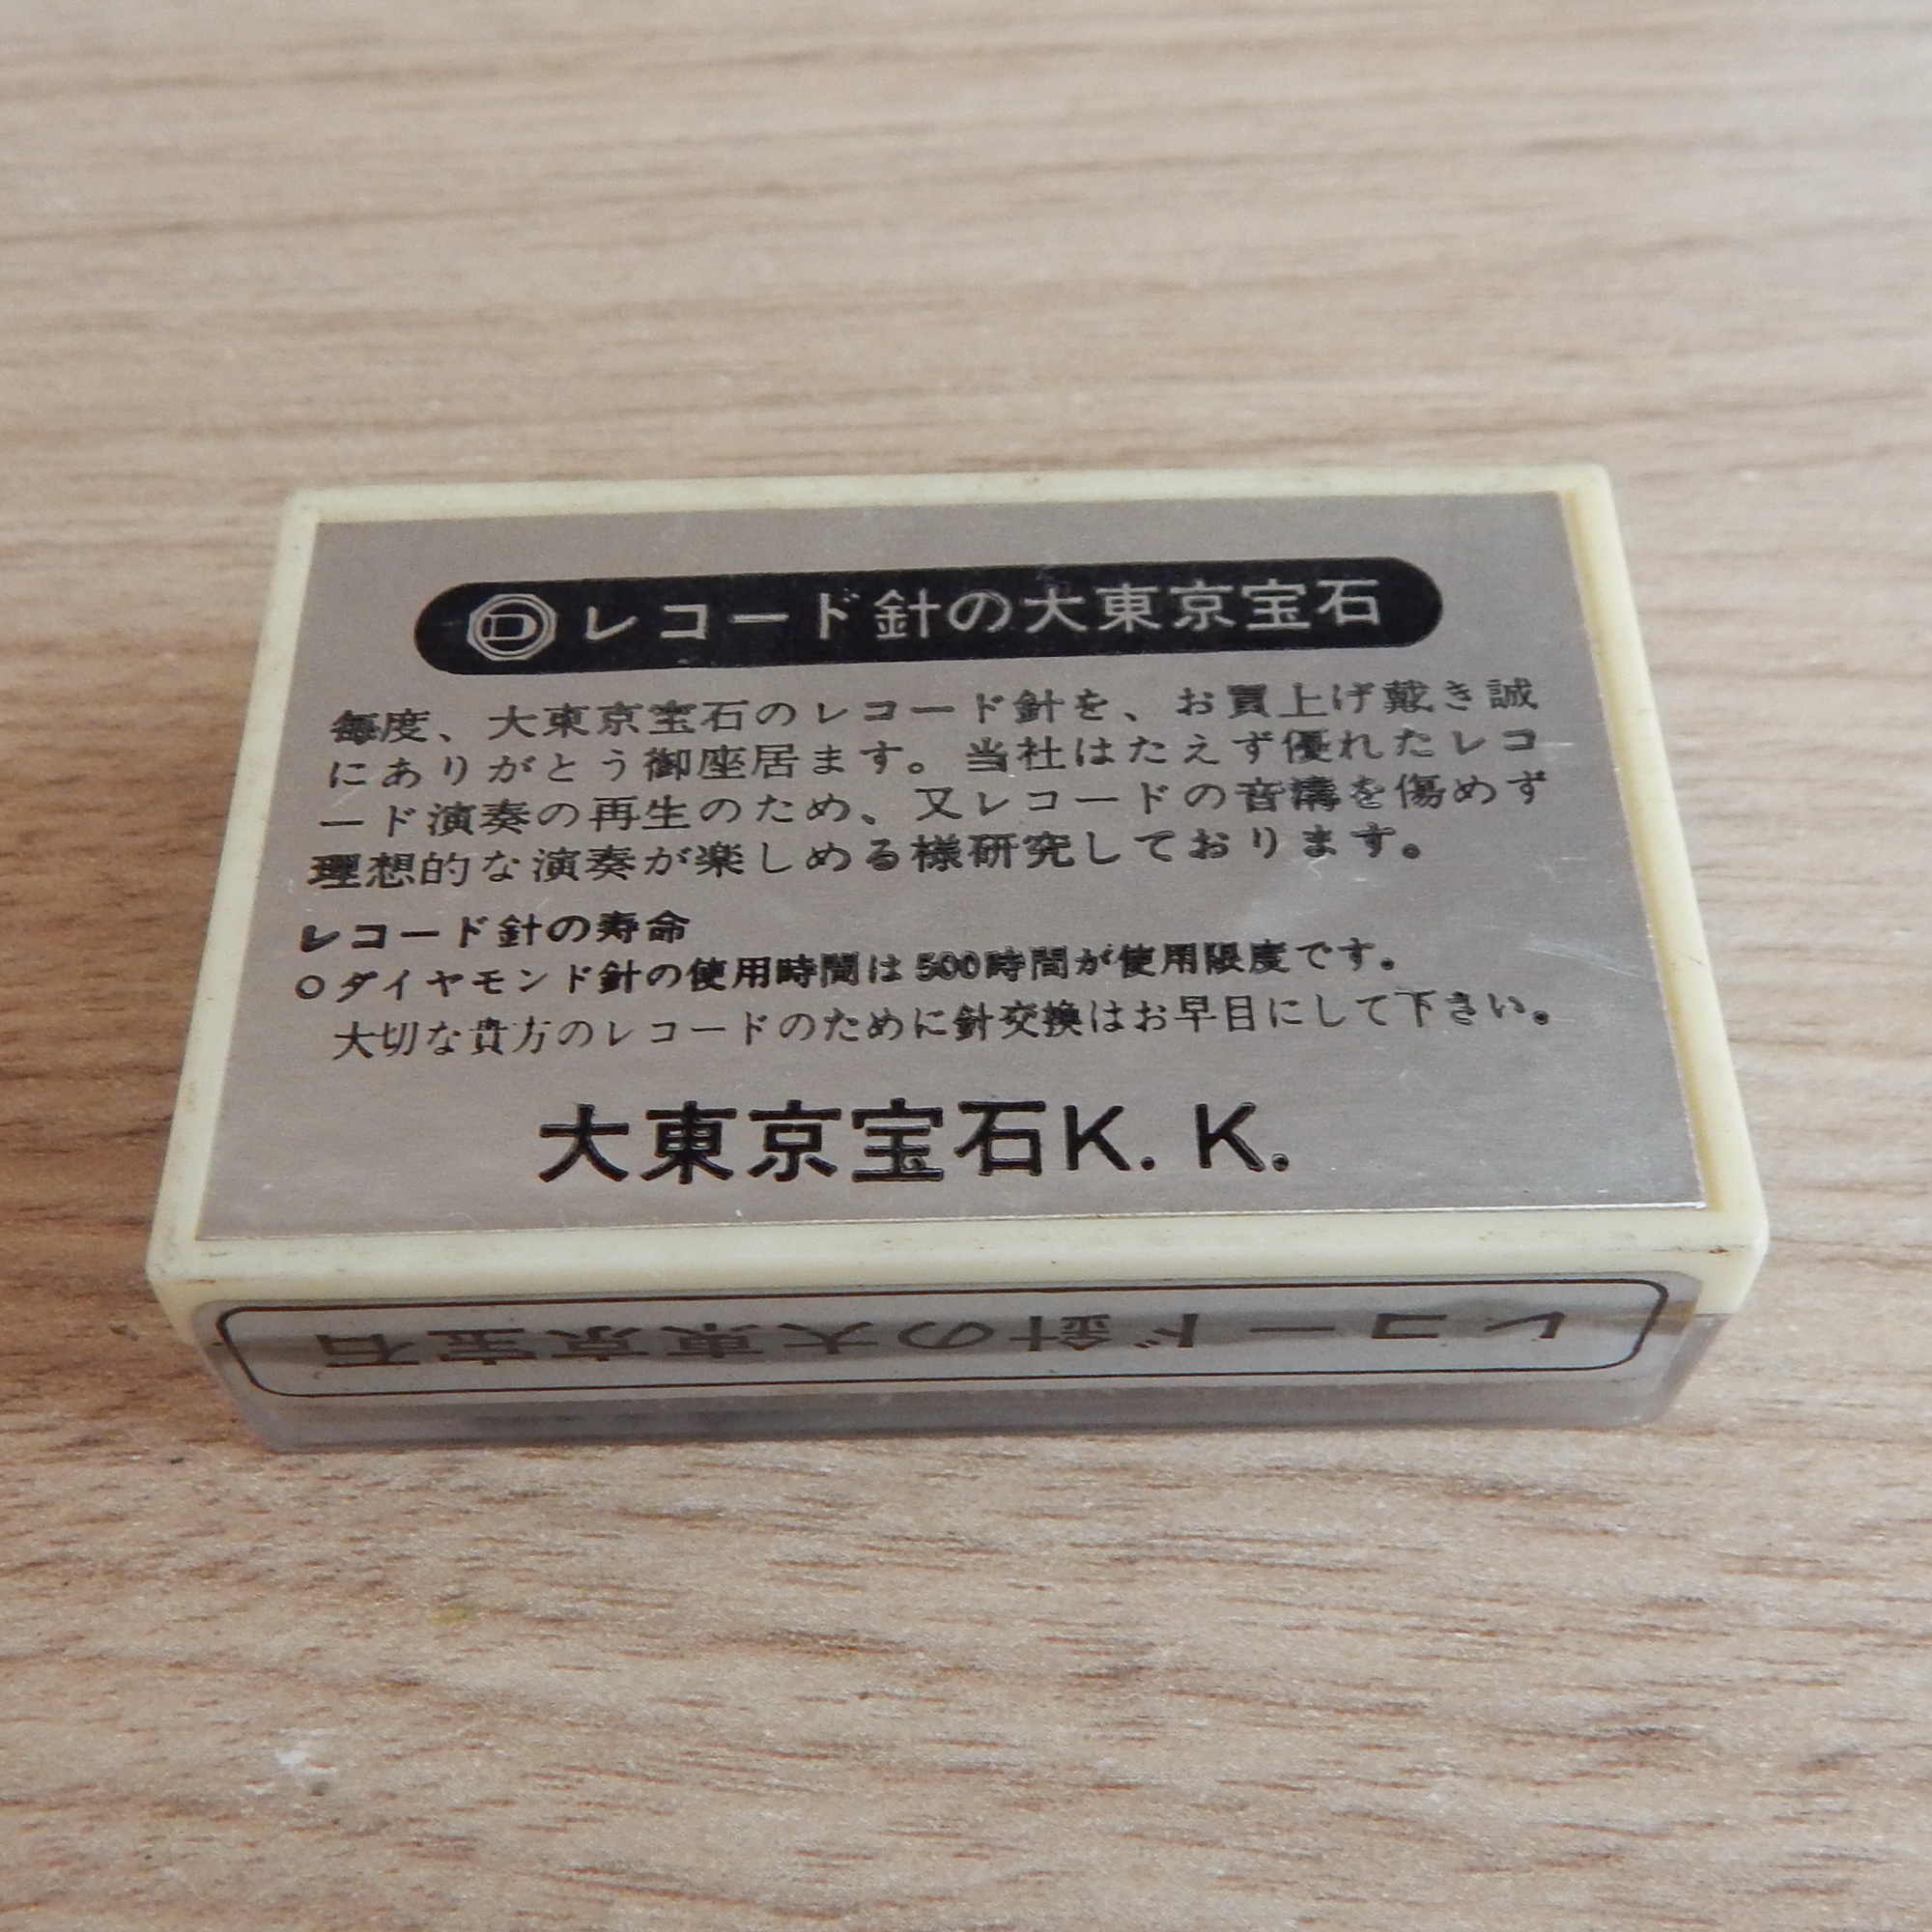 D レコード針の大東京宝石
毎度、大東京宝石のレコード針を、お買上げ戴き誠
にありがとう御座居ます。当社はたえず優れたレコ
ード演奏の再生のため、又レコードの音溝を傷めず
理想的な演奏が楽しめる様研究しております。
レコード針の寿命
○ダイヤモンド針の使用時間は500時間が使用限度です。
大切な貴方のレコードのために針交換はお早目にして下さい。
大東京宝石K.K.
レコード針の大東京宝石